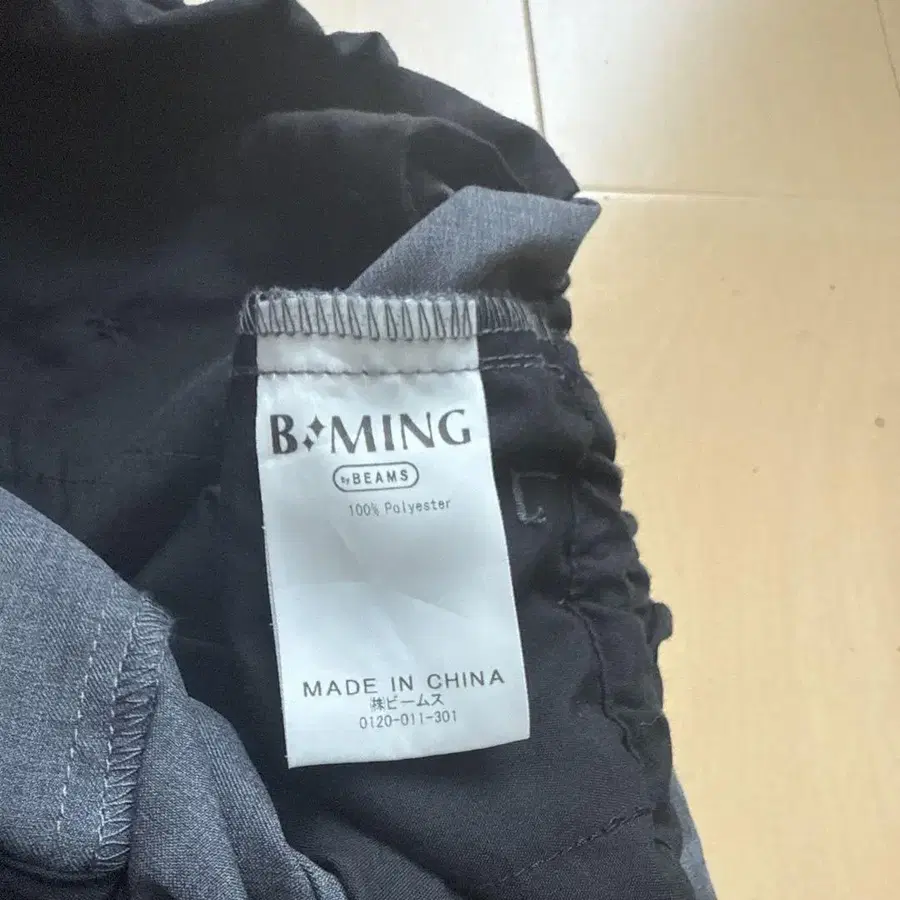 B MING
by BEAMS
100% Polyester
MADE IN CHINA
㈱ビームス
0120-011-301